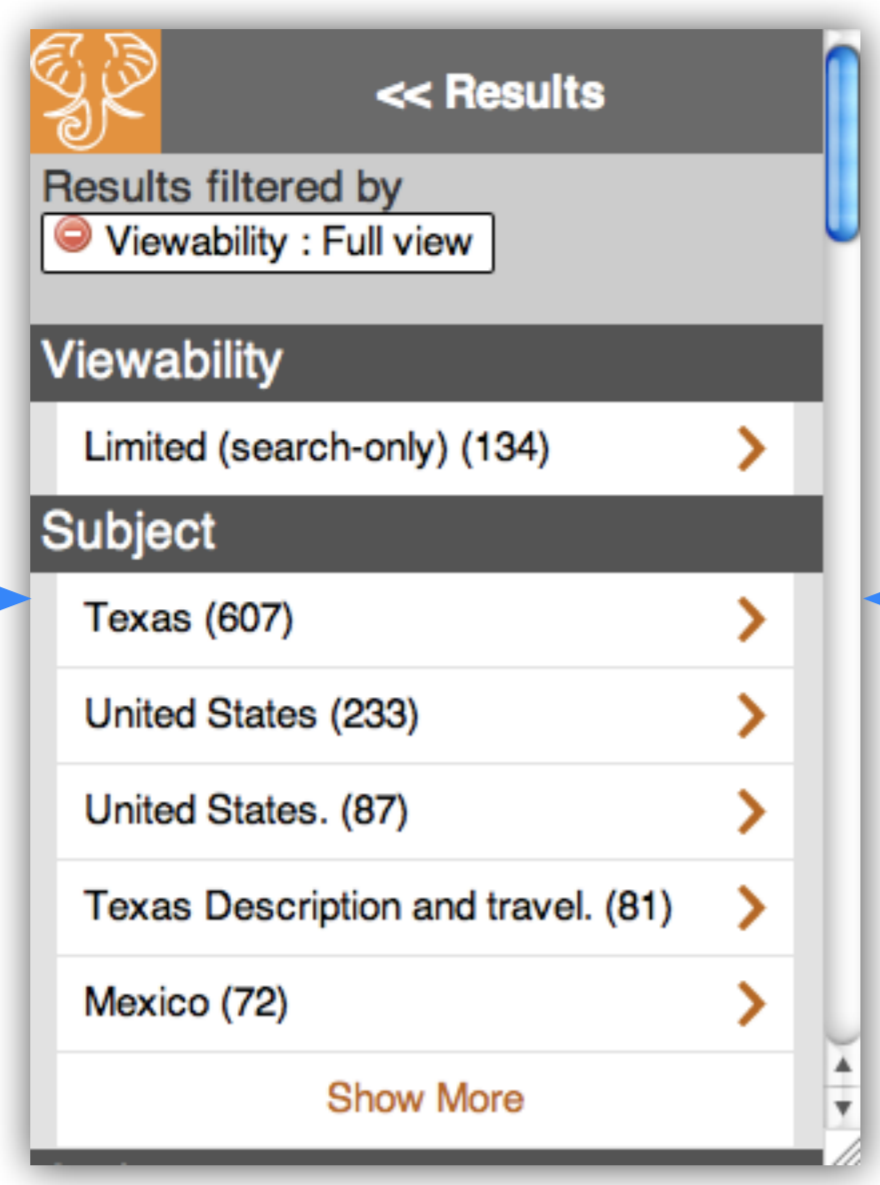 << Results
Results filtered by
Viewability : Full view
Viewability
Limited (search-only) (134)
Subject
Texas (607)
United States (233)
United States. (87)
Texas Description and travel. (81)
Mexico (72)
Show More